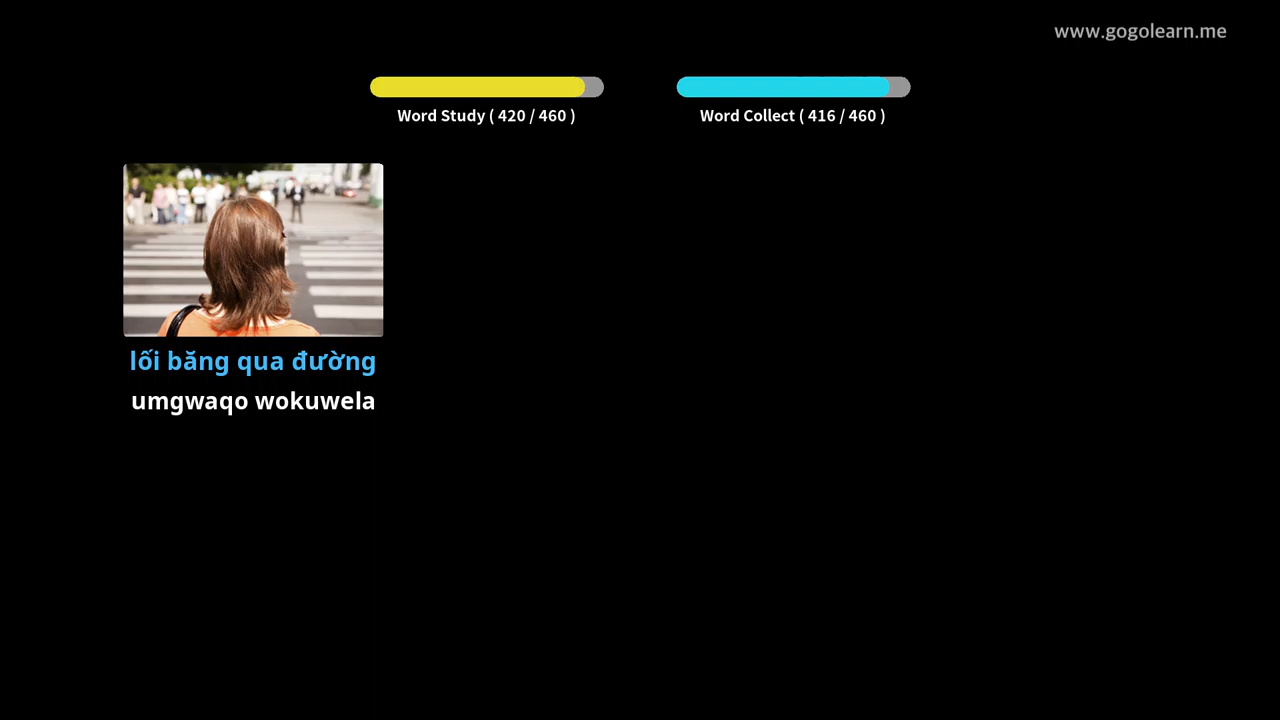 www.gogolearn.me
Word Study ( 420 / 460 )
Word Collect ( 416 / 460 )
lối băng qua đường
umgwaqo wokuwela